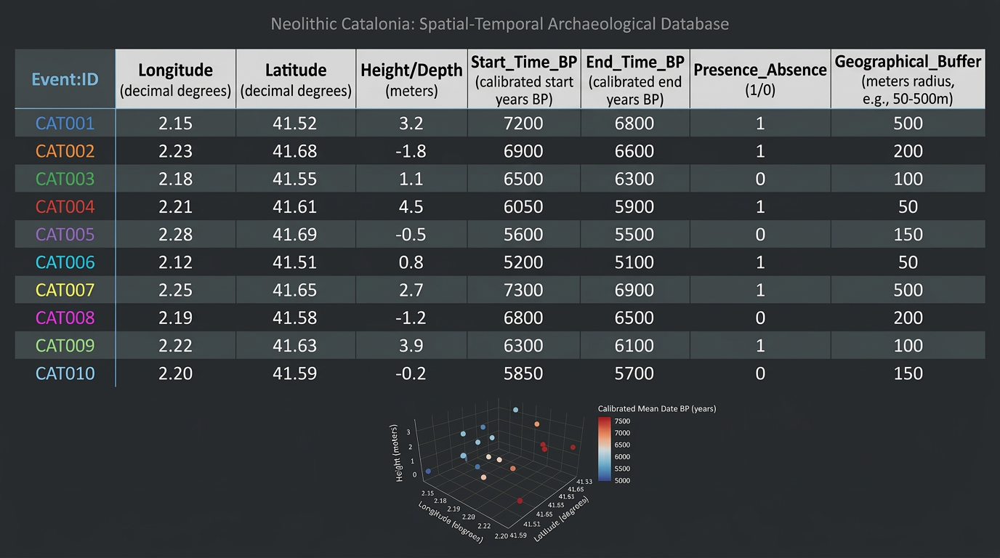 Neolithic Catalonia: Spatial-Temporal Archaeological Database
Event:ID Longitude (decimal degrees) Latitude (decimal degrees) Height/Depth (meters) Start_Time_BP (calibrated start years BP) End_Time_BP (calibrated end years BP) Presence_Absence (1/0) Geographical_Buffer (meters radius, e.g., 50-500m)
CAT001 2.15 41.52 3.2 7200 6800 1 500
CAT002 2.23 41.68 -1.8 6900 6600 1 200
CAT003 2.18 41.55 1.1 6500 6300 0 100
CAT004 2.21 41.61 4.5 6050 5900 1 50
CAT005 2.28 41.69 -0.5 5600 5500 0 150
CAT006 2.12 41.51 0.8 5200 5100 1 50
CAT007 2.25 41.65 2.7 7300 6900 1 500
CAT008 2.19 41.58 -1.2 6800 6500 0 200
CAT009 2.22 41.63 3.9 6300 6100 1 100
CAT010 2.20 41.59 -0.2 5850 5700 0 150
Calibrated Mean Date BP (years)
7500
7000
6500
6000
5500
5000
Height (moters)
3
2
1
0
2.15
2.18
2.19
2.20
2.22
2.20
(degrees)
41.59
41.51
41.65
41.55
41.53
41.65
41.33